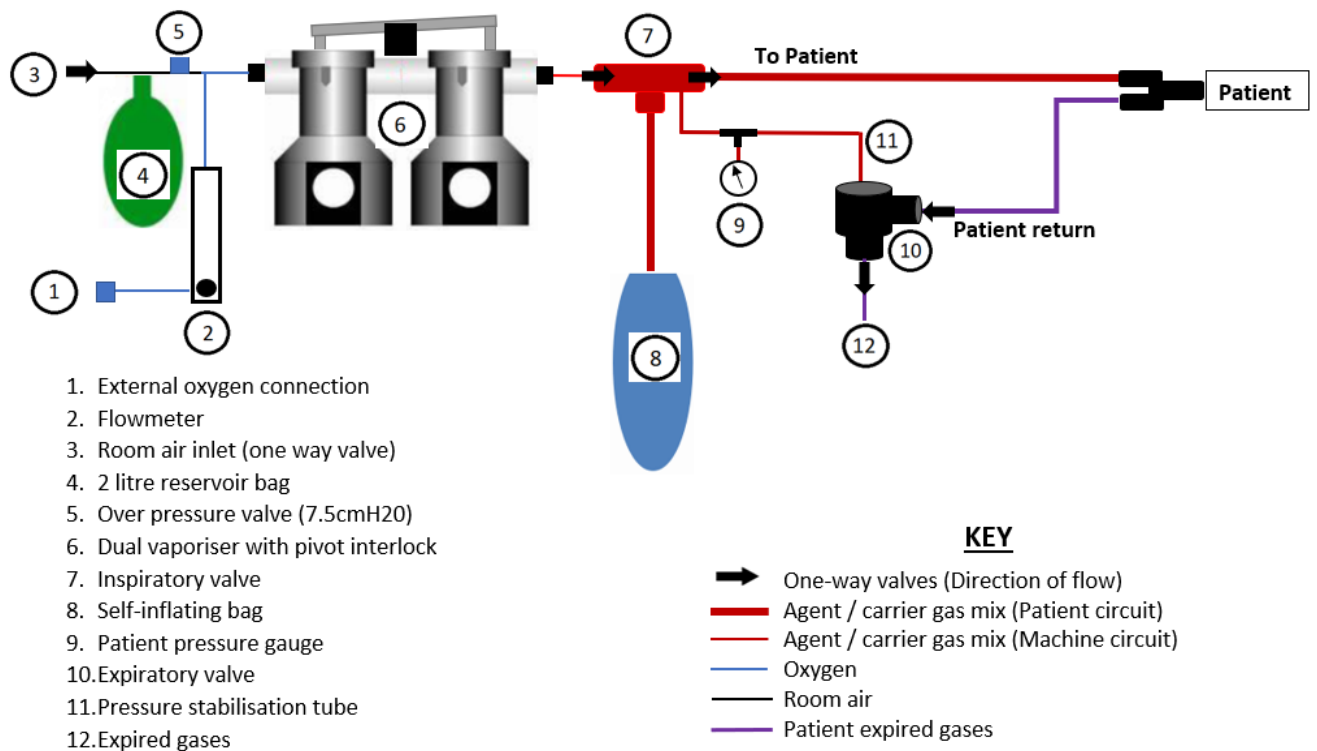 5
7
3
To Patient
Patient
6
11
4
9
Patient return
10
1
2
12
8
1. External oxygen connection
2. Flowmeter
3. Room air inlet (one way valve)
4. 2 litre reservoir bag
5. Over pressure valve (7.5cmH20)
6. Dual vaporiser with pivot interlock
7. Inspiratory valve
8. Self-inflating bag
9. Patient pressure gauge
10.Expiratory valve
11.Pressure stabilisation tube
12.Expired gases
KEY
One-way valves (Direction of flow)
Agent / carrier gas mix (Patient circuit)
Agent / carrier gas mix (Machine circuit)
Oxygen
Room air
Patient expired gases